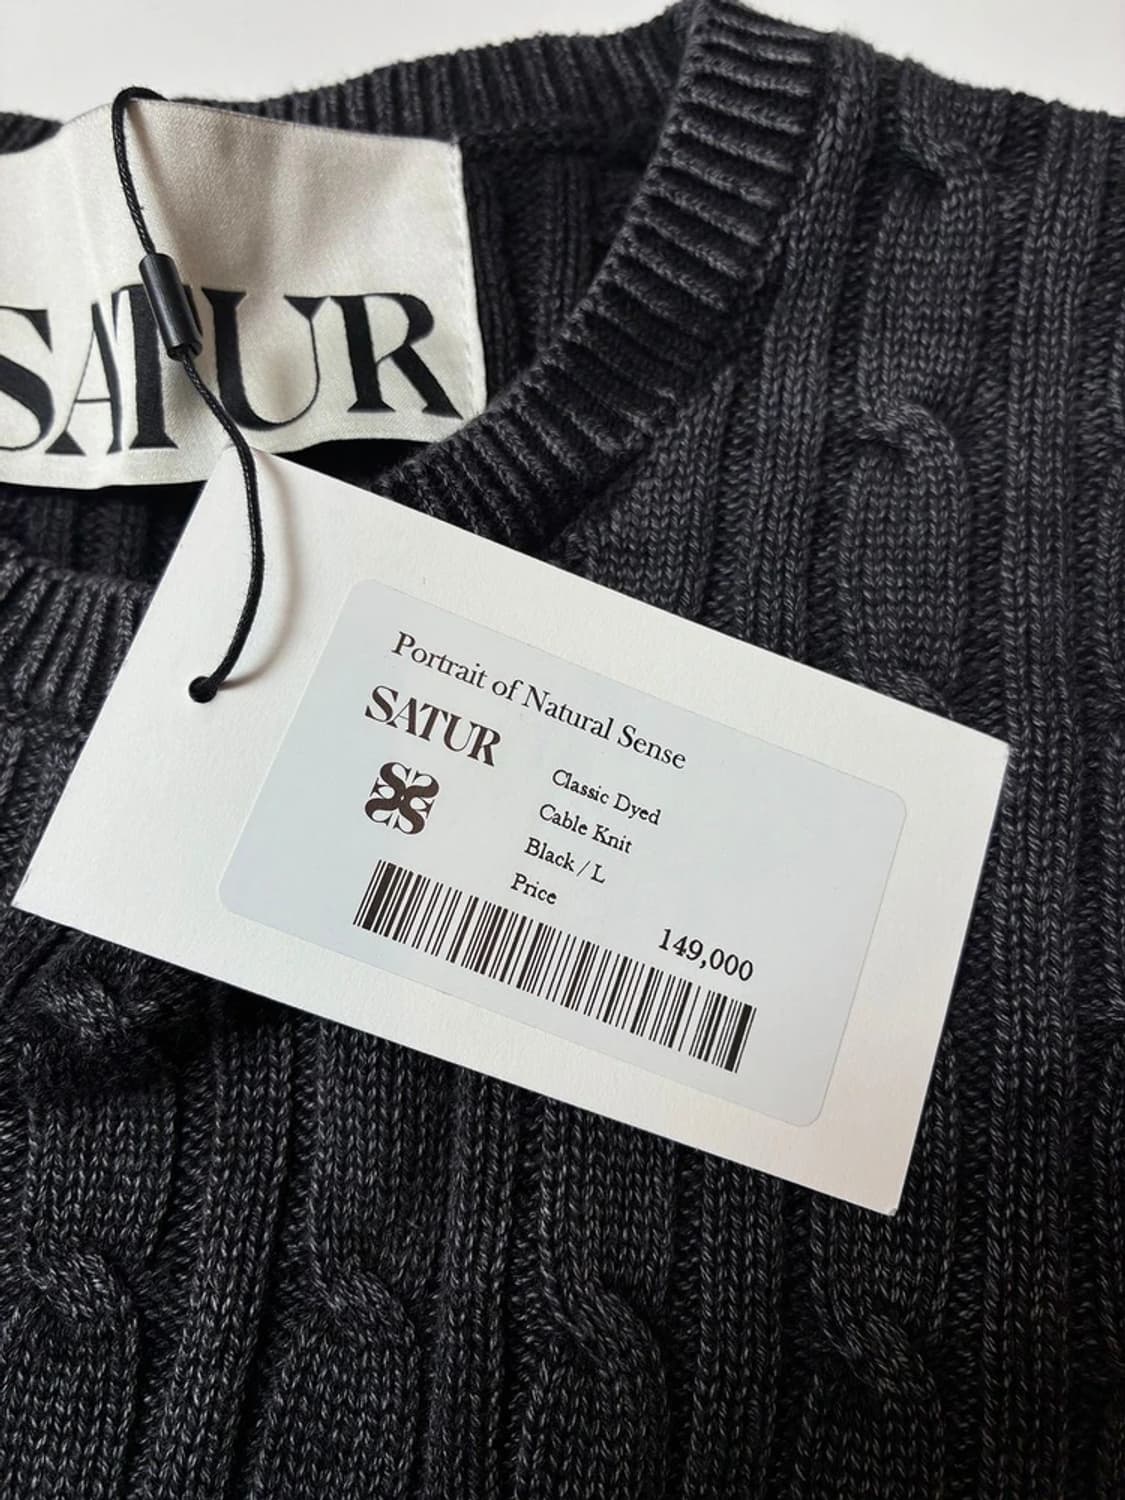 SATUR
Portrait of Natural Sense
SATUR
Classic Dyed
Cable Knit
Black / L
Price
149,000